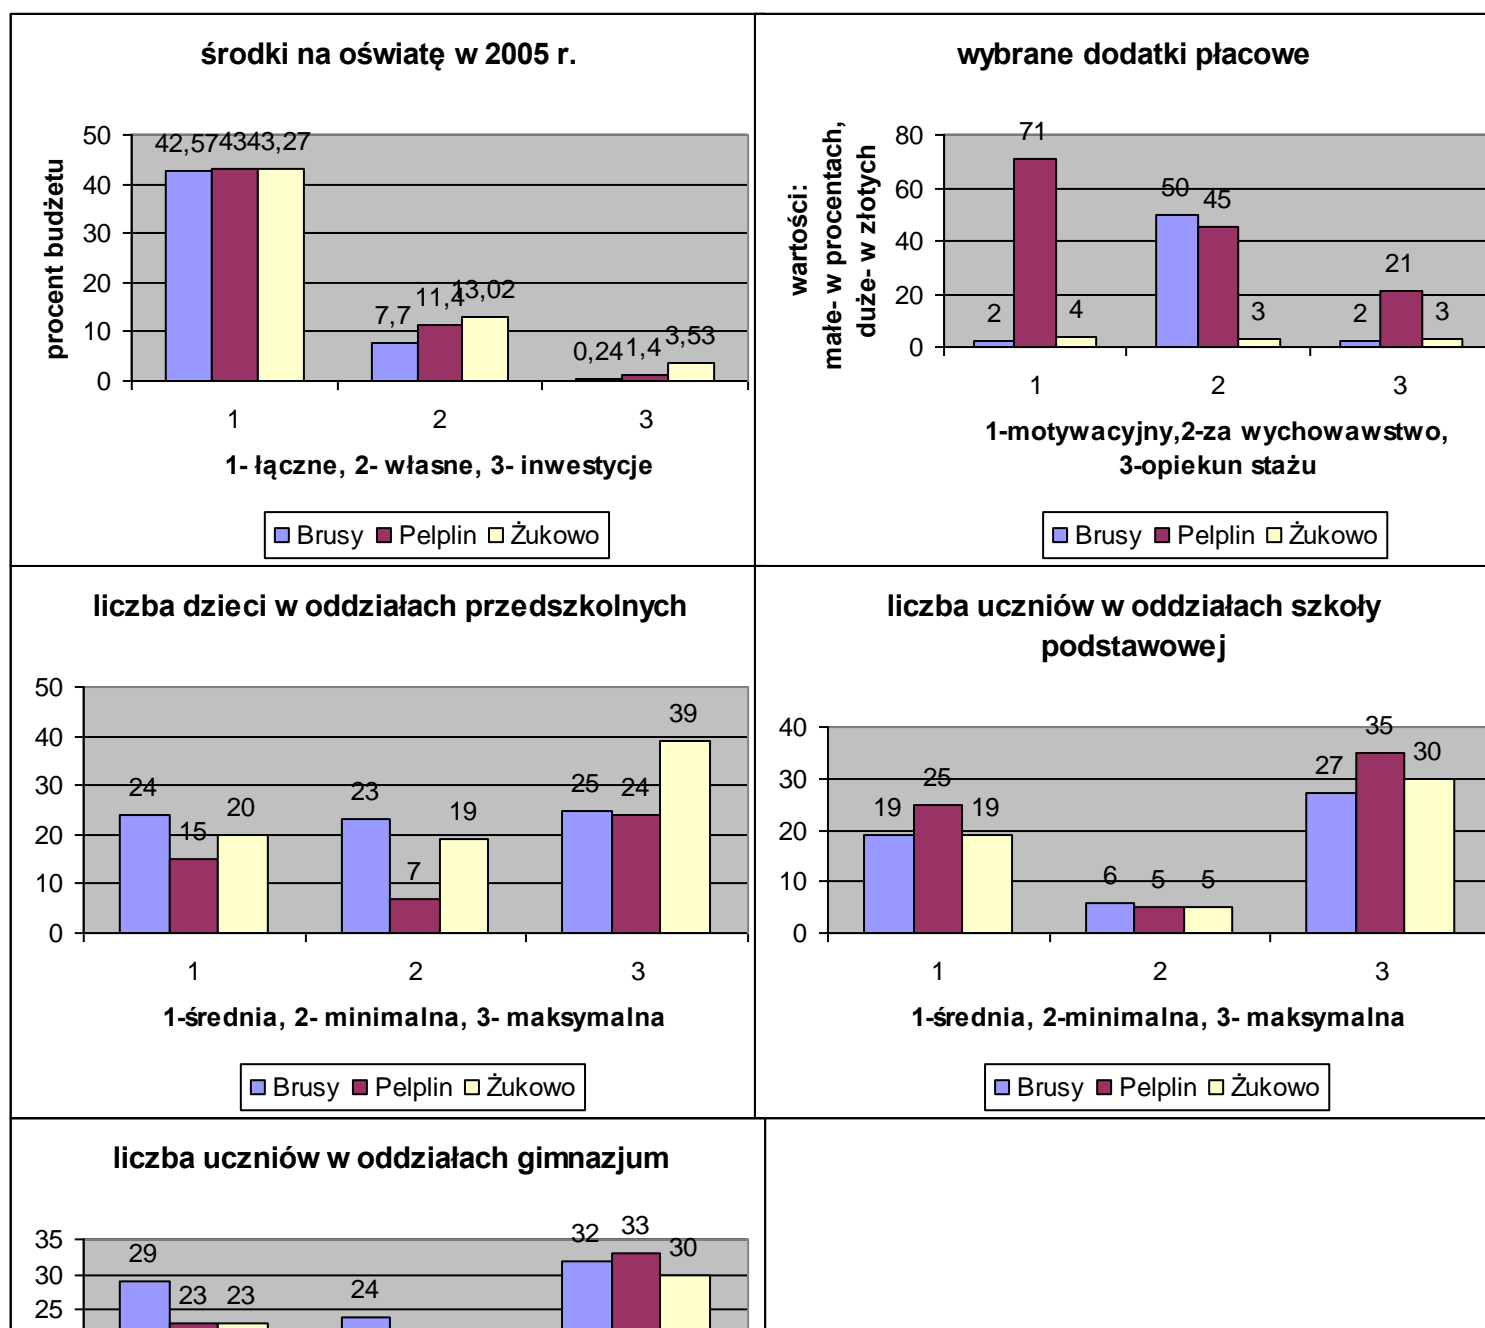 środki na oświatę w 2005 r.
procent budżetu
50
40
30
20
10
0
42,57 43 43,27
7,7 11,4 13,02
0,24 1,4 3,53
1 2 3
1- łączne, 2- własne, 3- inwestycje
Brusy Pelplin Żukowo
wybrane dodatki płacowe
wartości:
małe- w procentach,
duże- w złotych
80
60
40
20
0
2 71 4
50 45 3
2 21 3
1 2 3
1-motywacyjny,2-za wychowawstwo,
3-opiekun stażu
Brusy Pelplin Żukowo
liczba dzieci w oddziałach przedszkolnych
50
40
30
20
10
0
24 15 20
23 7 19
25 24 39
1 2 3
1-średnia, 2- minimalna, 3- maksymalna
Brusy Pelplin Żukowo
liczba uczniów w oddziałach szkoły
podstawowej
40
30
20
10
0
19 25 19
6 5 5
27 35 30
1 2 3
1-średnia, 2-minimalna, 3- maksymalna
Brusy Pelplin Żukowo
liczba uczniów w oddziałach gimnazjum
35
30
25
29 23 23
24
32 33 30